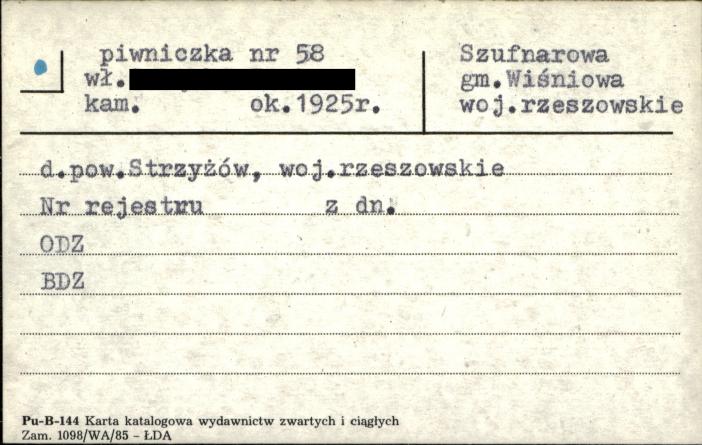 piwniczka nr 58
wł.
kam. ok.1925r.
Szufnarowa
gm.Wiśniowa
woj.rzeszowskie
d.pow.Strzyżów, woj.rzeszowskie
Nr rejestru z dn.
ODZ
BDZ
Pu-B-144 Karta katalogowa wydawnictw zwartych i ciągłych
Zam. 1098/WA/85 – ŁDA